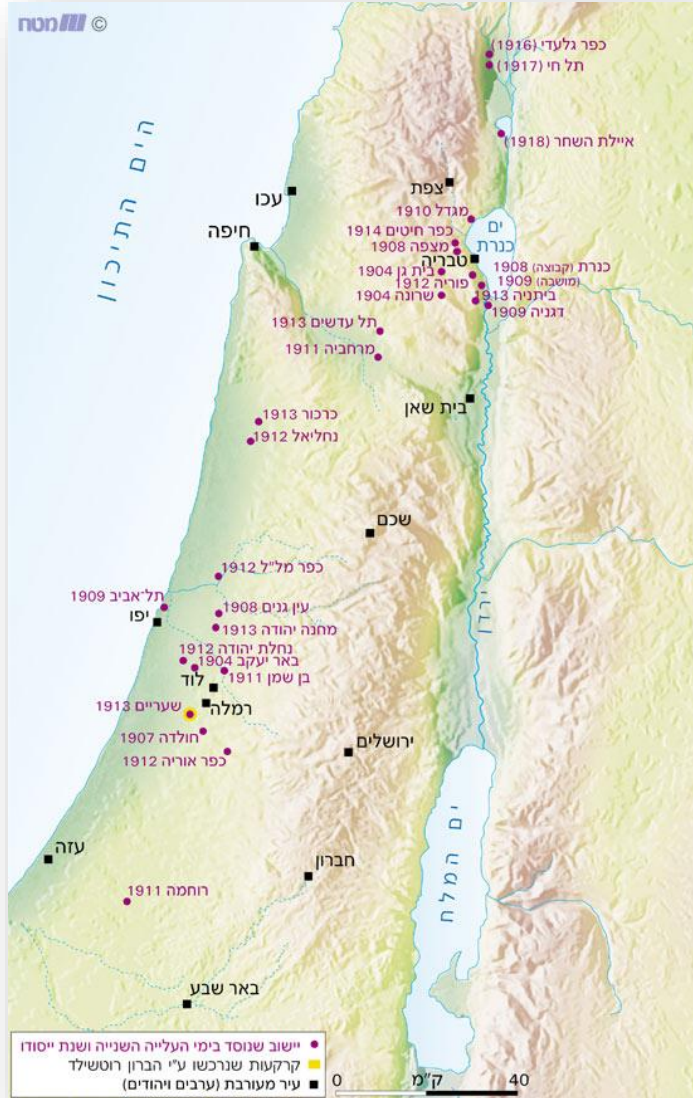 © מטח
כפר גלעדי (1916)
תל חי (1917)
איילת השחר (1918)
הים התיכון
עכו
צפת
חיפה
מגדל 1910
ים
כנרת
כפר חיטים 1914
מצפה 1908
טבריה
כנרת (קבוצה) 1908
(מושבה) 1909
בית גן 1904
פוריה 1912
שרונה 1904
ביתניה 1913
דגניה 1909
תל עדשים 1913
מרחביה 1911
בית שאן
כרכור 1913
נחליאל 1912
שכם
כפר מל"ל 1912
תל־אביב 1909
עין גנים 1908
יפו
מחנה יהודה 1913
ירדן
נחלת יהודה 1912
באר יעקב 1904
בן שמן 1911
לוד
שעריים 1913
רמלה
חולדה 1907
ירושלים
כפר אוריה 1912
ים המלח
עזה
חברון
רוחמה 1911
באר שבע
יישוב שנוסד בימי העלייה השנייה ושנת ייסודו
קרקעות שנרכשו ע"י הברון רוטשילד
עיר מעורבת (ערבים ויהודים)
0 ק"מ 40